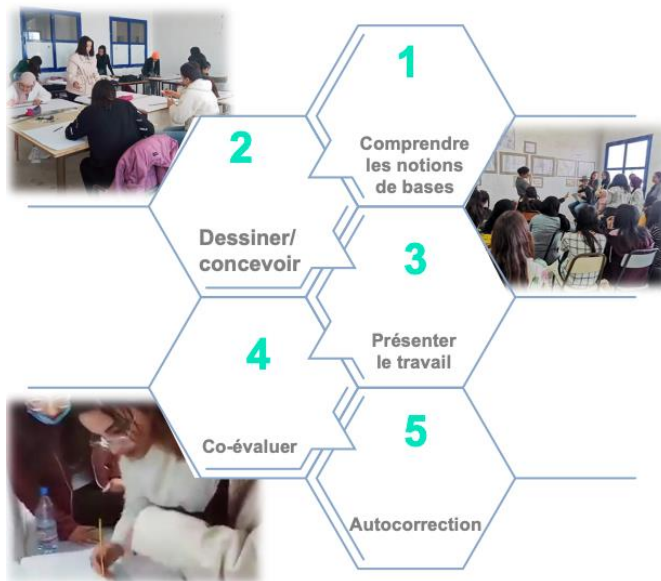 1
Comprendre
les notions
de bases
2
Dessiner/
concevoir
3
Présenter
le travail
4
Co-évaluer
5
Autocorrection